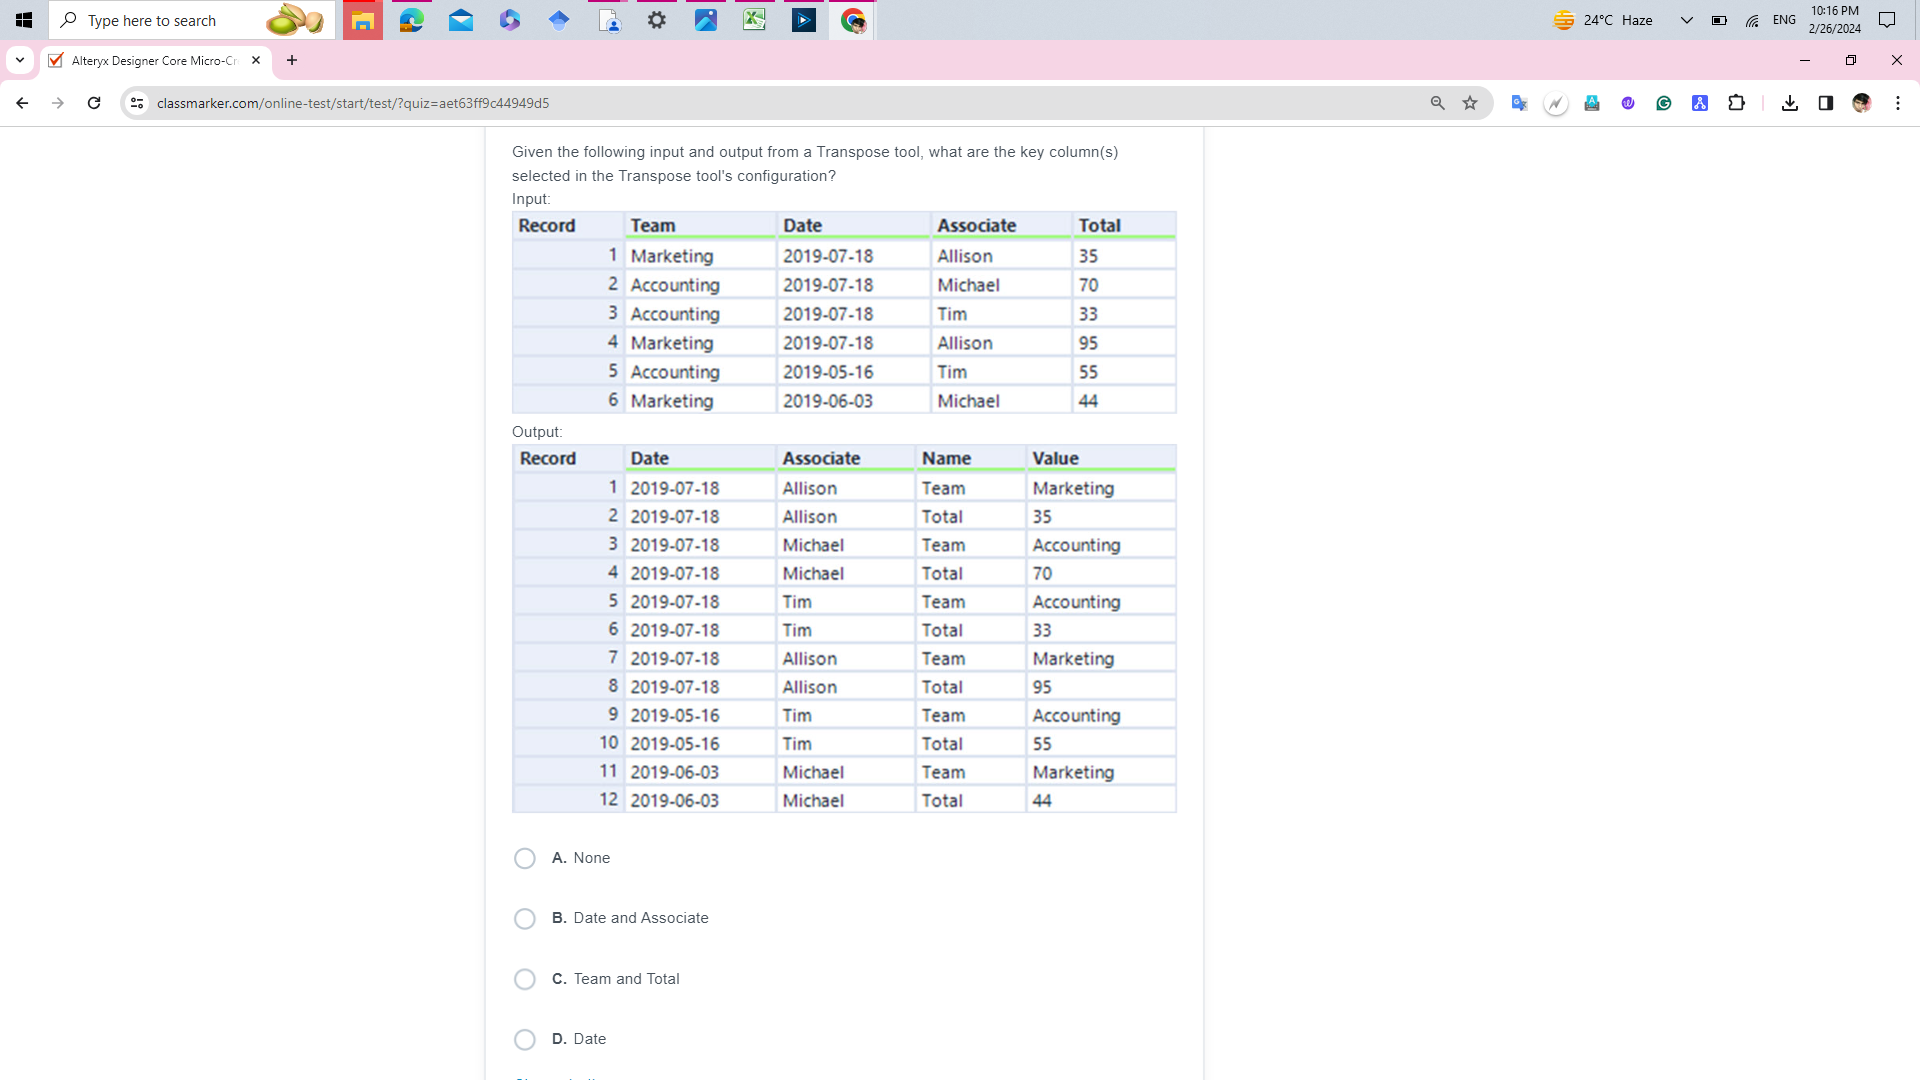 Type here to search
24°C Haze
ENG
10:16 PM
2/26/2024
Alteryx Designer Core Micro-Cr
classmarker.com/online-test/start/test/?quiz=aet63ff9c44949d5
Given the following input and output from a Transpose tool, what are the key column(s)
selected in the Transpose tool's configuration?
Input:
Record Team Date Associate Total
1 Marketing 2019-07-18 Allison 35
2 Accounting 2019-07-18 Michael 70
3 Accounting 2019-07-18 Tim 33
4 Marketing 2019-07-18 Allison 95
5 Accounting 2019-05-16 Tim 55
6 Marketing 2019-06-03 Michael 44
Output:
Record Date Associate Name Value
1 2019-07-18 Allison Team Marketing
2 2019-07-18 Allison Total 35
3 2019-07-18 Michael Team Accounting
4 2019-07-18 Michael Total 70
5 2019-07-18 Tim Team Accounting
6 2019-07-18 Tim Total 33
7 2019-07-18 Allison Team Marketing
8 2019-07-18 Allison Total 95
9 2019-05-16 Tim Team Accounting
10 2019-05-16 Tim Total 55
11 2019-06-03 Michael Team Marketing
12 2019-06-03 Michael Total 44
A. None
B. Date and Associate
C. Team and Total
D. Date